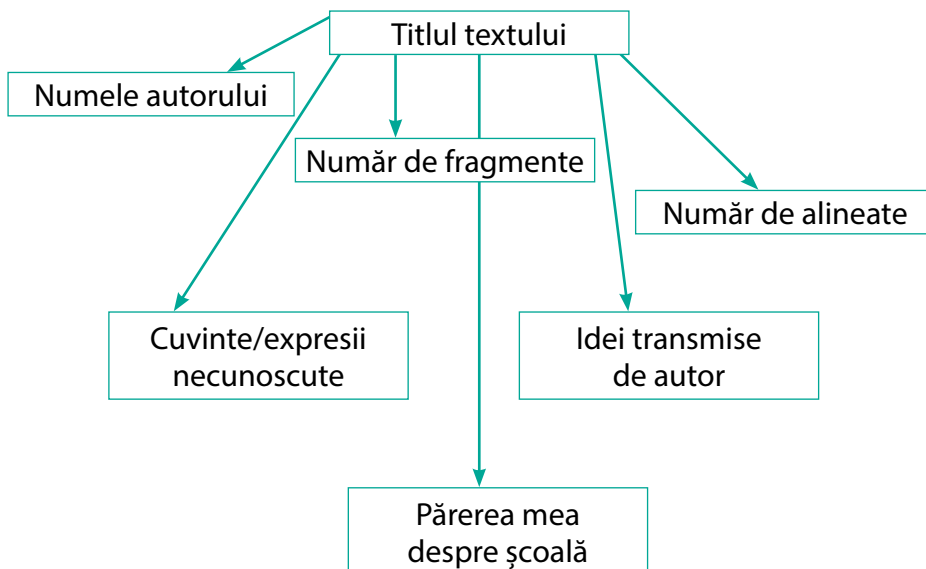 Titlul textului
Numele autorului
Număr de fragmente
Număr de alineate
Cuvinte/expresii
necunoscute
Idei transmise
de autor
Părerea mea
despre școală